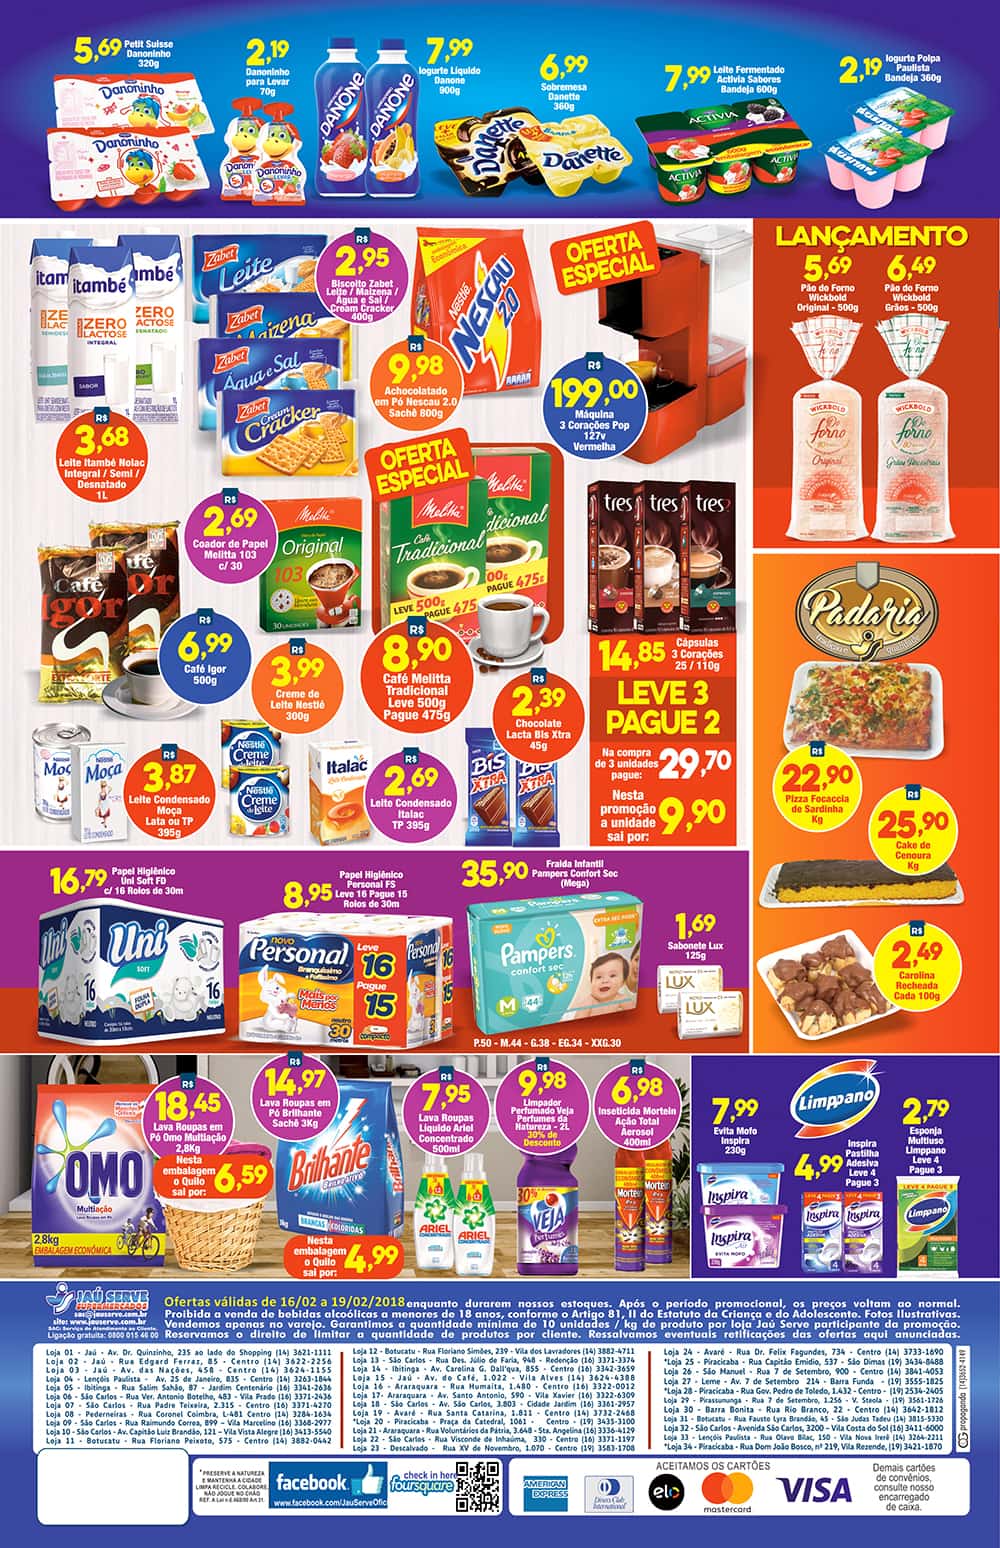 5,69 Petit Suisse
Danoninho
320g
2,19
Danoninho
para Levar
70g
7,99
Iogurte Líquido
Danone
900g
6,99
Sobremesa
Danette
360g
7,99 Leite Fermentado
Activia Sabores
Bandeja 600g
2,19 Iogurte Polpa
Paulista
Bandeja 360g
R$
3,68
Leite Itambé Nolac
Integral / Semi /
Desnatado
1L
R$
2,95
Biscoito Zabet
Leite / Maizena /
Água e Sal /
Cream Cracker
400g
R$
9,98
Achocolatado
em Pó Nescau 2.0
Sachê 800g
OFERTA
ESPECIAL
R$
199,00
Máquina
3 Corações Pop
127v
Vermelha
LANÇAMENTO
5,69
Pão de Forno
Wickbold
Original - 500g
6,49
Pão de Forno
Wickbold
Grãos - 500g
R$
2,69
Coador de Papel
Melitta 103
c/ 30
R$
6,99
Café Igor
500g
R$
3,99
Creme de
Leite Nestlé
300g
OFERTA
ESPECIAL
R$
8,90
Café Melitta
Tradicional
Leve 500g
Pague 475g
R$
2,39
Chocolate
Lacta Bis Xtra
45g
14,85 Cápsulas
3 Corações
25 / 110g
LEVE 3
PAGUE 2
Na compra
de 3 unidades
pague: 29,70
Nesta
promoção
a unidade
sai por: 9,90
R$
3,87
Leite Condensado
Moça
Lata ou TP
395g
R$
2,69
Leite Condensado
Italac
TP 395g
Padaria
R$
22,90
Pizza Focaccia
de Sardinha
Kg
R$
25,90
Cake de
Cenoura
Kg
R$
2,49
Carolina
Recheada
Cada 100g
16,79 Papel Higiênico
Uni Soft FD
c/ 16 Rolos de 30m
8,95 Papel Higiênico
Personal FS
Leve 16 Pague 15
Rolos de 30m
35,90 Fralda Infantil
Pampers Confort Sec
(Mega)
P.50 - M.44 - G.38 - EG.34 - XXG.30
1,69
Sabonete Lux
125g
R$
18,45
Lava Roupas em
Pó Omo Multiação
2,8Kg
Nesta
embalagem
o Quilo
sai por: 6,59
R$
14,97
Lava Roupas em
Pó Brilhante
Sachê 3Kg
Nesta
embalagem
o Quilo
sai por: 4,99
R$
7,95
Lava Roupas
Líquido Ariel
Concentrado
500ml
R$
9,98
Limpador
Perfumado Veja
Perfumes da
Natureza - 2L
30% de
Desconto
R$
6,98
Inseticida Mortein
Ação Total
Aerosol
400ml
Limppano
7,99
Evita Mofo
Inspira
230g
4,99
Inspira
Pastilha
Adesiva
Leve 4
Pague 3
2,79
Esponja
Multiuso
Limppano
Leve 4
Pague 3
JAÚ SERVE
SUPERMERCADOS
sac@jauserve.com.br
site: www.jauserve.com.br
SAC: Serviço de Atendimento ao Cliente.
Ligação gratuita: 0800 015 46 00
Ofertas válidas de 16/02 a 19/02/2018 enquanto durarem nossos estoques. Após o período promocional, os preços voltam ao normal.
Proibida a venda de bebidas alcóolicas a menores de 18 anos, conforme o Artigo 81, II do Estatuto da Criança e do Adolescente. Fotos Ilustrativas.
Vendemos apenas no varejo. Garantimos a quantidade mínima de 10 unidades / kg de produto por loja Jaú Serve participante da promoção.
Reservamos o direito de limitar a quantidade de produtos por cliente. Ressalvamos eventuais retificações das ofertas aqui anunciadas.
Loja 01 - Jaú - Av. Dr. Quinzinho, 235 ao lado do Shopping (14) 3621-1111
Loja 02 - Jaú - Rua Edgard Ferraz, 85 - Centro (14) 3622-2256
Loja 03 - Jaú - Av. das Nações, 458 - Centro (14)
Loja 04 - Lençóis Paulista - Av. 25 de Janeiro, 835 - Centro (14) 3263-1844
Loja 05 - Ibitinga - Rua Salim Sahão, 87 - Jardim Centenário (16) 3341-2636
Loja 06 - São Carlos - Rua Ver. Antonio Botelho, 483 - Vila Prado (16) 3371-2436
Loja 07 - São Carlos - Rua Padre Teixeira, 2.315 - Centro (16)
Loja 08 - Pederneiras - Rua Coronel Coimbra, L-481 Centro (14) 3284-1634
Loja 09 - São Carlos - Rua Raimundo Correa, 899 - Vila Marcelino (16) 3368-2977
Loja 10 - São Carlos - Av. Capitão Luiz Brandão, 121 - Vila Vista Alegre (16) 3413-5540
Loja 11 - Botucatu - Rua Floriano Peixoto, 575 - Centro (14) 3882-0442
Loja 12 - Botucatu - Rua Floriano Simões, 239 - Vila dos Lavradores (14) 3882-4711
Loja 13 - São Carlos - Rua Des. Júlio de Faria, 948 - Redenção (16) 3371-3374
Loja 14 - Ibitinga - Av. Carolina G. Dall'qua, 855 - Centro (16) 3342-3659
Loja 15 - Jaú - Av. do Café, 1.022 - Vila Alves (14) 3624-4388
Loja 16 - Araraquara - Rua Humaita, 1.480 - Centro (16) 3322-0012
Loja 17 - Araraquara - Av. Santo Antonio, 590 - Vila Xavier (16) 3322-6309
Loja 18 - São Carlos - Av. São Carlos, 3.803 - Jardim Cidade (16) 3361-2957
Loja 19 - Avaré - Rua Santa Catarina, 1.811 - Centro (14) 3732-2468
Loja 20 - Piracicaba - Praça da Catedral, 1061 - Centro (19) 3435-3100
Loja 21 - Araraquara - Rua Voluntários da Pátria, 3.648 - Sta. Angelina (16) 3336-4129
Loja 22 - São Carlos - Rua Visconde de Inhaúma, 330 - Centro (16) 3371-1197
Loja 23 - Descalvado - Rua XV de Novembro, 1.070 - Centro (19) 3583-1708
Loja 24 - Avaré - Rua Dr. Felix Fagundes, 734 - Centro (14) 3733-1690
*Loja 25 - Piracicaba - Rua Capitão Emidio, 537 - São Dimas (19) 3434-8488
Loja 26 - São Manuel - Rua 7 de Setembro, 900 - Centro (14) 3841-4053
Loja 27 - Leme - Av. 7 de Setembro, 214 - Barra Funda - (19) 3555-1825
*Loja 28 - Piracicaba - Rua Gov. Pedro de Toledo, 1.432 - Centro - (19) 2534-2405
Loja 29 - Pirassununga - Rua 7 de Setembro, 1.256 - V. Steola - (19) 3561-1726
Loja 30 - Barra Bonita - Rua Rio Branco, 22 - Centro (14) 3642-1812
Loja 31 - Botucatu - Rua Fausto Lyra Brandão, 45 - São Judas Tadeu (14) 3815-5330
Loja 32 - São Carlos - Avenida São Carlos, 3200 - Vila Costa do Sol (16) 3411-6000
Loja 33 - Lençóis Paulista - Rua dos Caetés, 10 - Vila Nova Irerê (14) 3264-2211
*Loja 34 - Piracicaba - Rua Dom João Bosco, nº 219, Vila Rezende, (19) 3421-1870
* PRESERVE A NATUREZA
E MANTENHA A CIDADE
LIMPA RECICLE. COLABORE.
NÃO JOGUE NO CHÃO.
facebook
www.facebook.com/JauServeOficial
check in here
foursquare
ACEITAMOS OS CARTÕES
AMERICAN
EXPRESS
Diners Club
International
elo
mastercard
VISA
Demais cartões
de convênios,
consulte nosso
encarregado
de caixa.